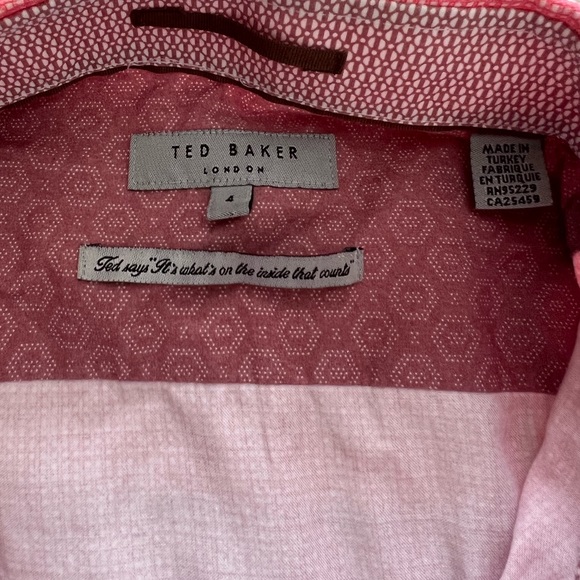 TED BAKER
LONDON
4
MADE IN
TURKEY
FABRIQUE
EN TURQUIE
RN95229
CA25459
Ted says "It's what's on the inside that counts"